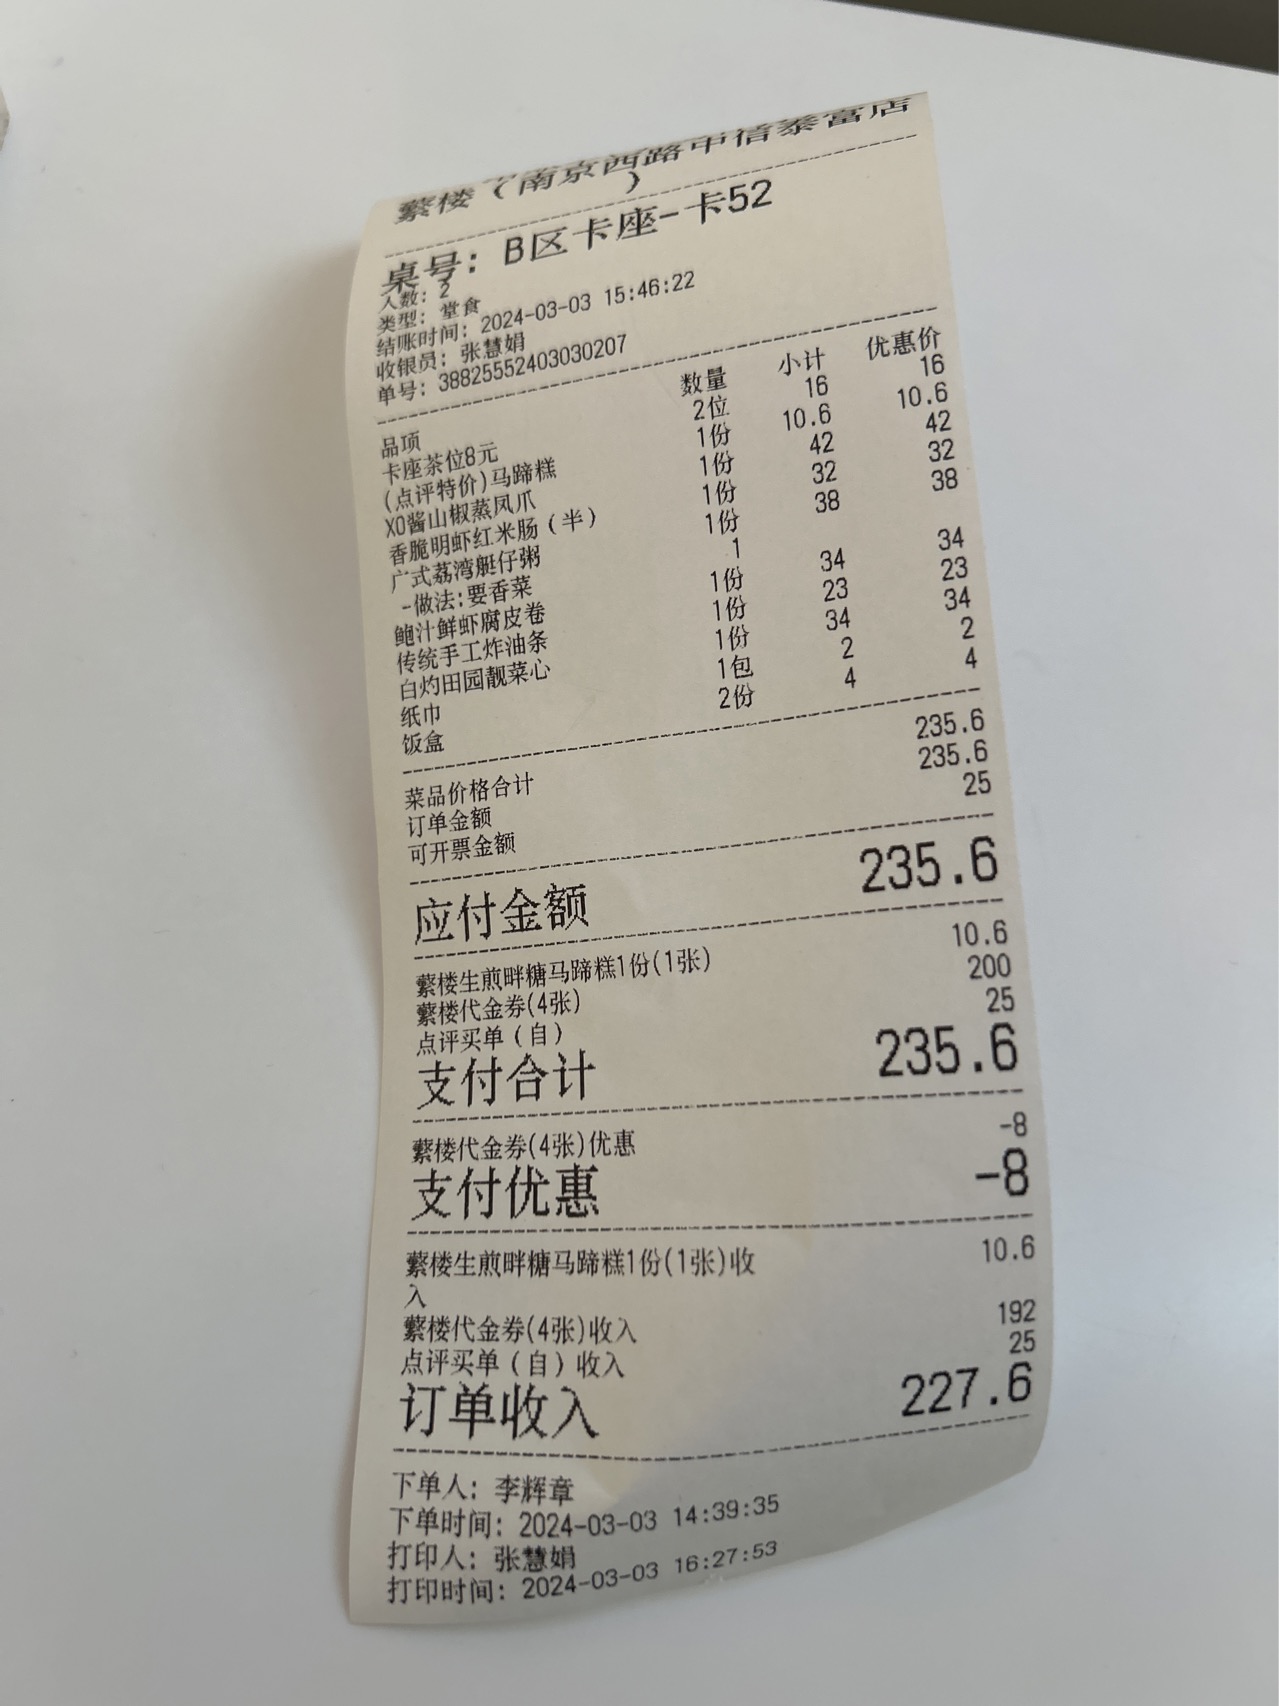 蘩楼（南京西路中信泰富店
）
桌号: B区卡座-卡52
人数: 2
类型: 堂食
结账时间: 2024-03-03 15:46:22
收银员: 张慧娟
单号: 38825552403030207
品项 数量 小计 优惠价
卡座茶位8元 2位 16 16
(点评特价)马蹄糕 1份 10.6 10.6
XO酱山椒蒸凤爪 1份 42 42
香脆明虾红米肠（半） 1份 32 32
广式荔湾艇仔粥 1份 38 38
-做法:要香菜 1
鲍汁鲜虾腐皮卷 1份 34 34
传统手工炸油条 1份 23 23
白灼田园靓菜心 1份 34 34
纸巾 1包 2 2
饭盒 2份 4 4
菜品价格合计 235.6
订单金额 235.6
可开票金额 25
应付金额 235.6
蘩楼生煎畔糖马蹄糕1份(1张) 10.6
蘩楼代金券(4张) 200
点评买单（自） 25
支付合计 235.6
蘩楼代金券(4张)优惠 -8
支付优惠 -8
蘩楼生煎畔糖马蹄糕1份(1张)收 10.6
入
蘩楼代金券(4张)收入 192
点评买单（自）收入 25
订单收入 227.6
下单人: 李辉章
下单时间: 2024-03-03 14:39:35
打印人: 张慧娟
打印时间: 2024-03-03 16:27:53